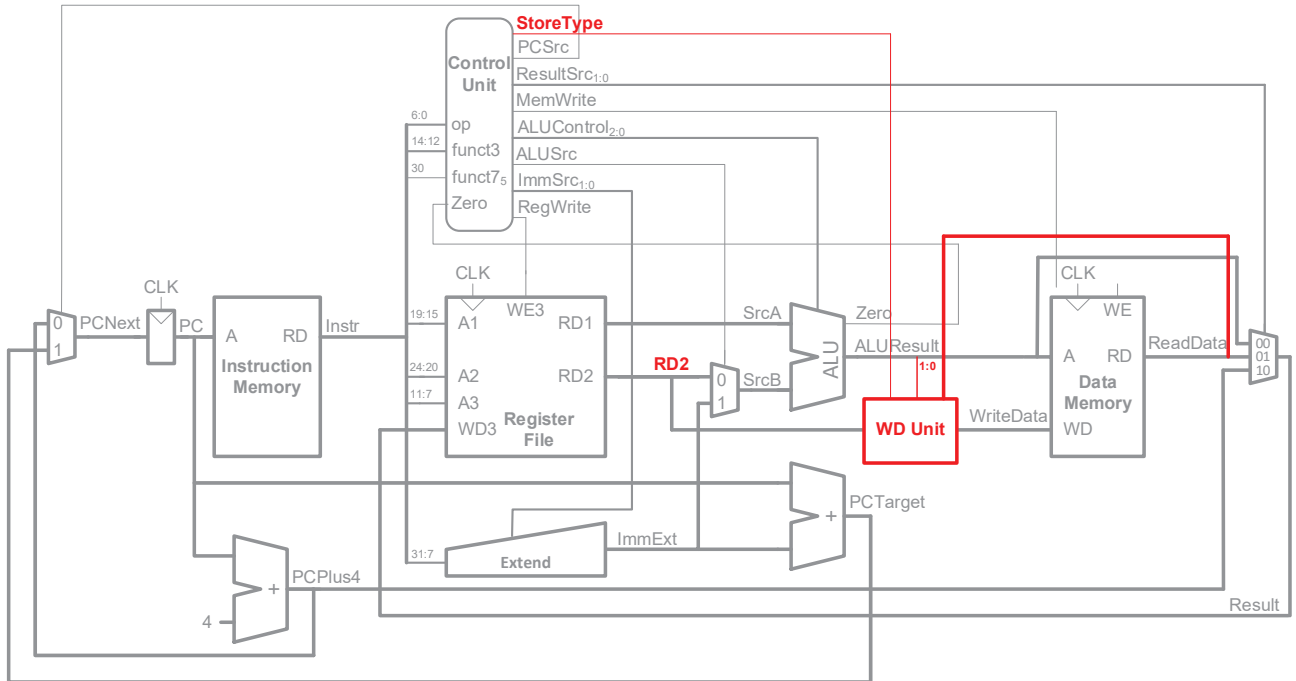 StoreType
PCSrc
Control
Unit
ResultSrc1:0
MemWrite
6:0
op
ALUControl2:0
14:12
funct3
ALUSrc
30
funct75
ImmSrc1:0
Zero
RegWrite
CLK
CLK
CLK
0
1
PCNext
PC
A
RD
Instruction
Memory
Instr
19:15
A1
WE3
RD1
24:20
A2
RD2
11:7
A3
WD3
Register
File
RD2
0
1
SrcA
SrcB
ALU
Zero
ALUResult
1:0
WD Unit
WriteData
WE
A
RD
Data
Memory
WD
ReadData
00
01
10
PCTarget
+
31:7
Extend
ImmExt
PCPlus4
+
4
Result